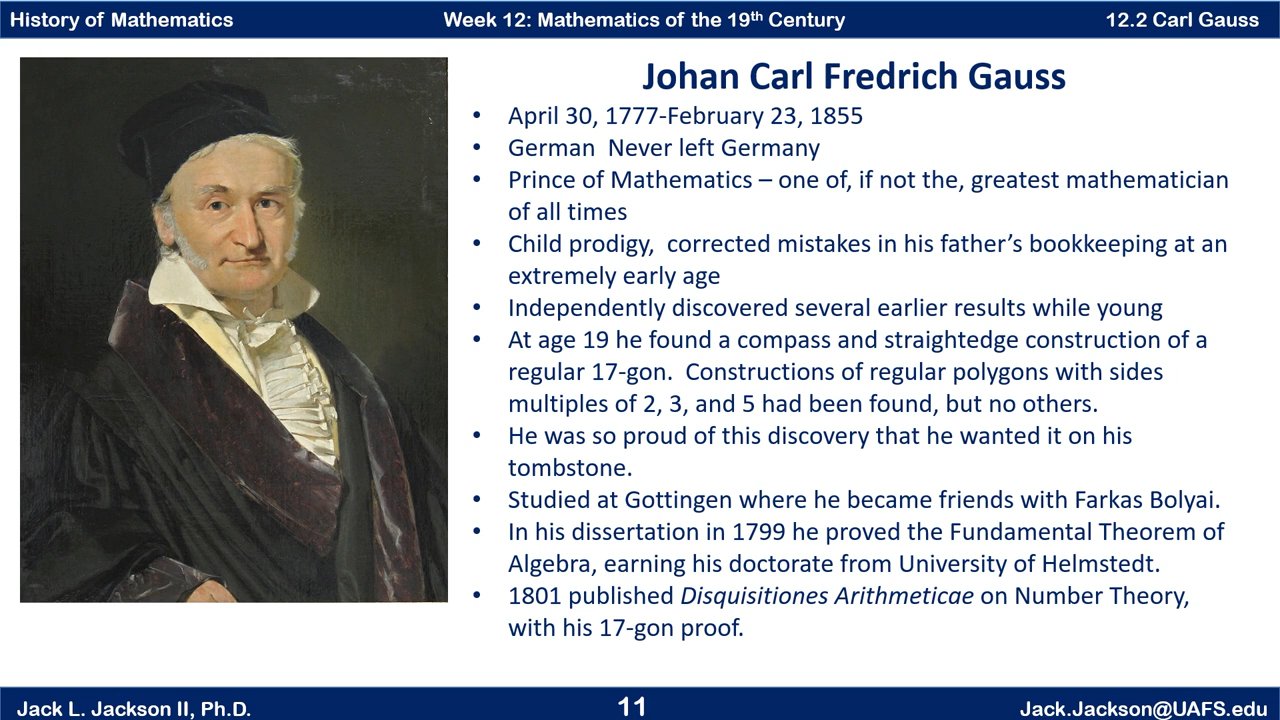 History of Mathematics
Week 12: Mathematics of the 19th Century
12.2 Carl Gauss
Johan Carl Fredrich Gauss
• April 30, 1777-February 23, 1855
• German  Never left Germany
• Prince of Mathematics – one of, if not the, greatest mathematician
of all times
• Child prodigy,  corrected mistakes in his father’s bookkeeping at an
extremely early age
• Independently discovered several earlier results while young
• At age 19 he found a compass and straightedge construction of a
regular 17-gon.  Constructions of regular polygons with sides
multiples of 2, 3, and 5 had been found, but no others.
• He was so proud of this discovery that he wanted it on his
tombstone.
• Studied at Gottingen where he became friends with Farkas Bolyai.
• In his dissertation in 1799 he proved the Fundamental Theorem of
Algebra, earning his doctorate from University of Helmstedt.
• 1801 published Disquisitiones Arithmeticae on Number Theory,
with his 17-gon proof.
Jack L. Jackson II, Ph.D.
11
Jack.Jackson@UAFS.edu